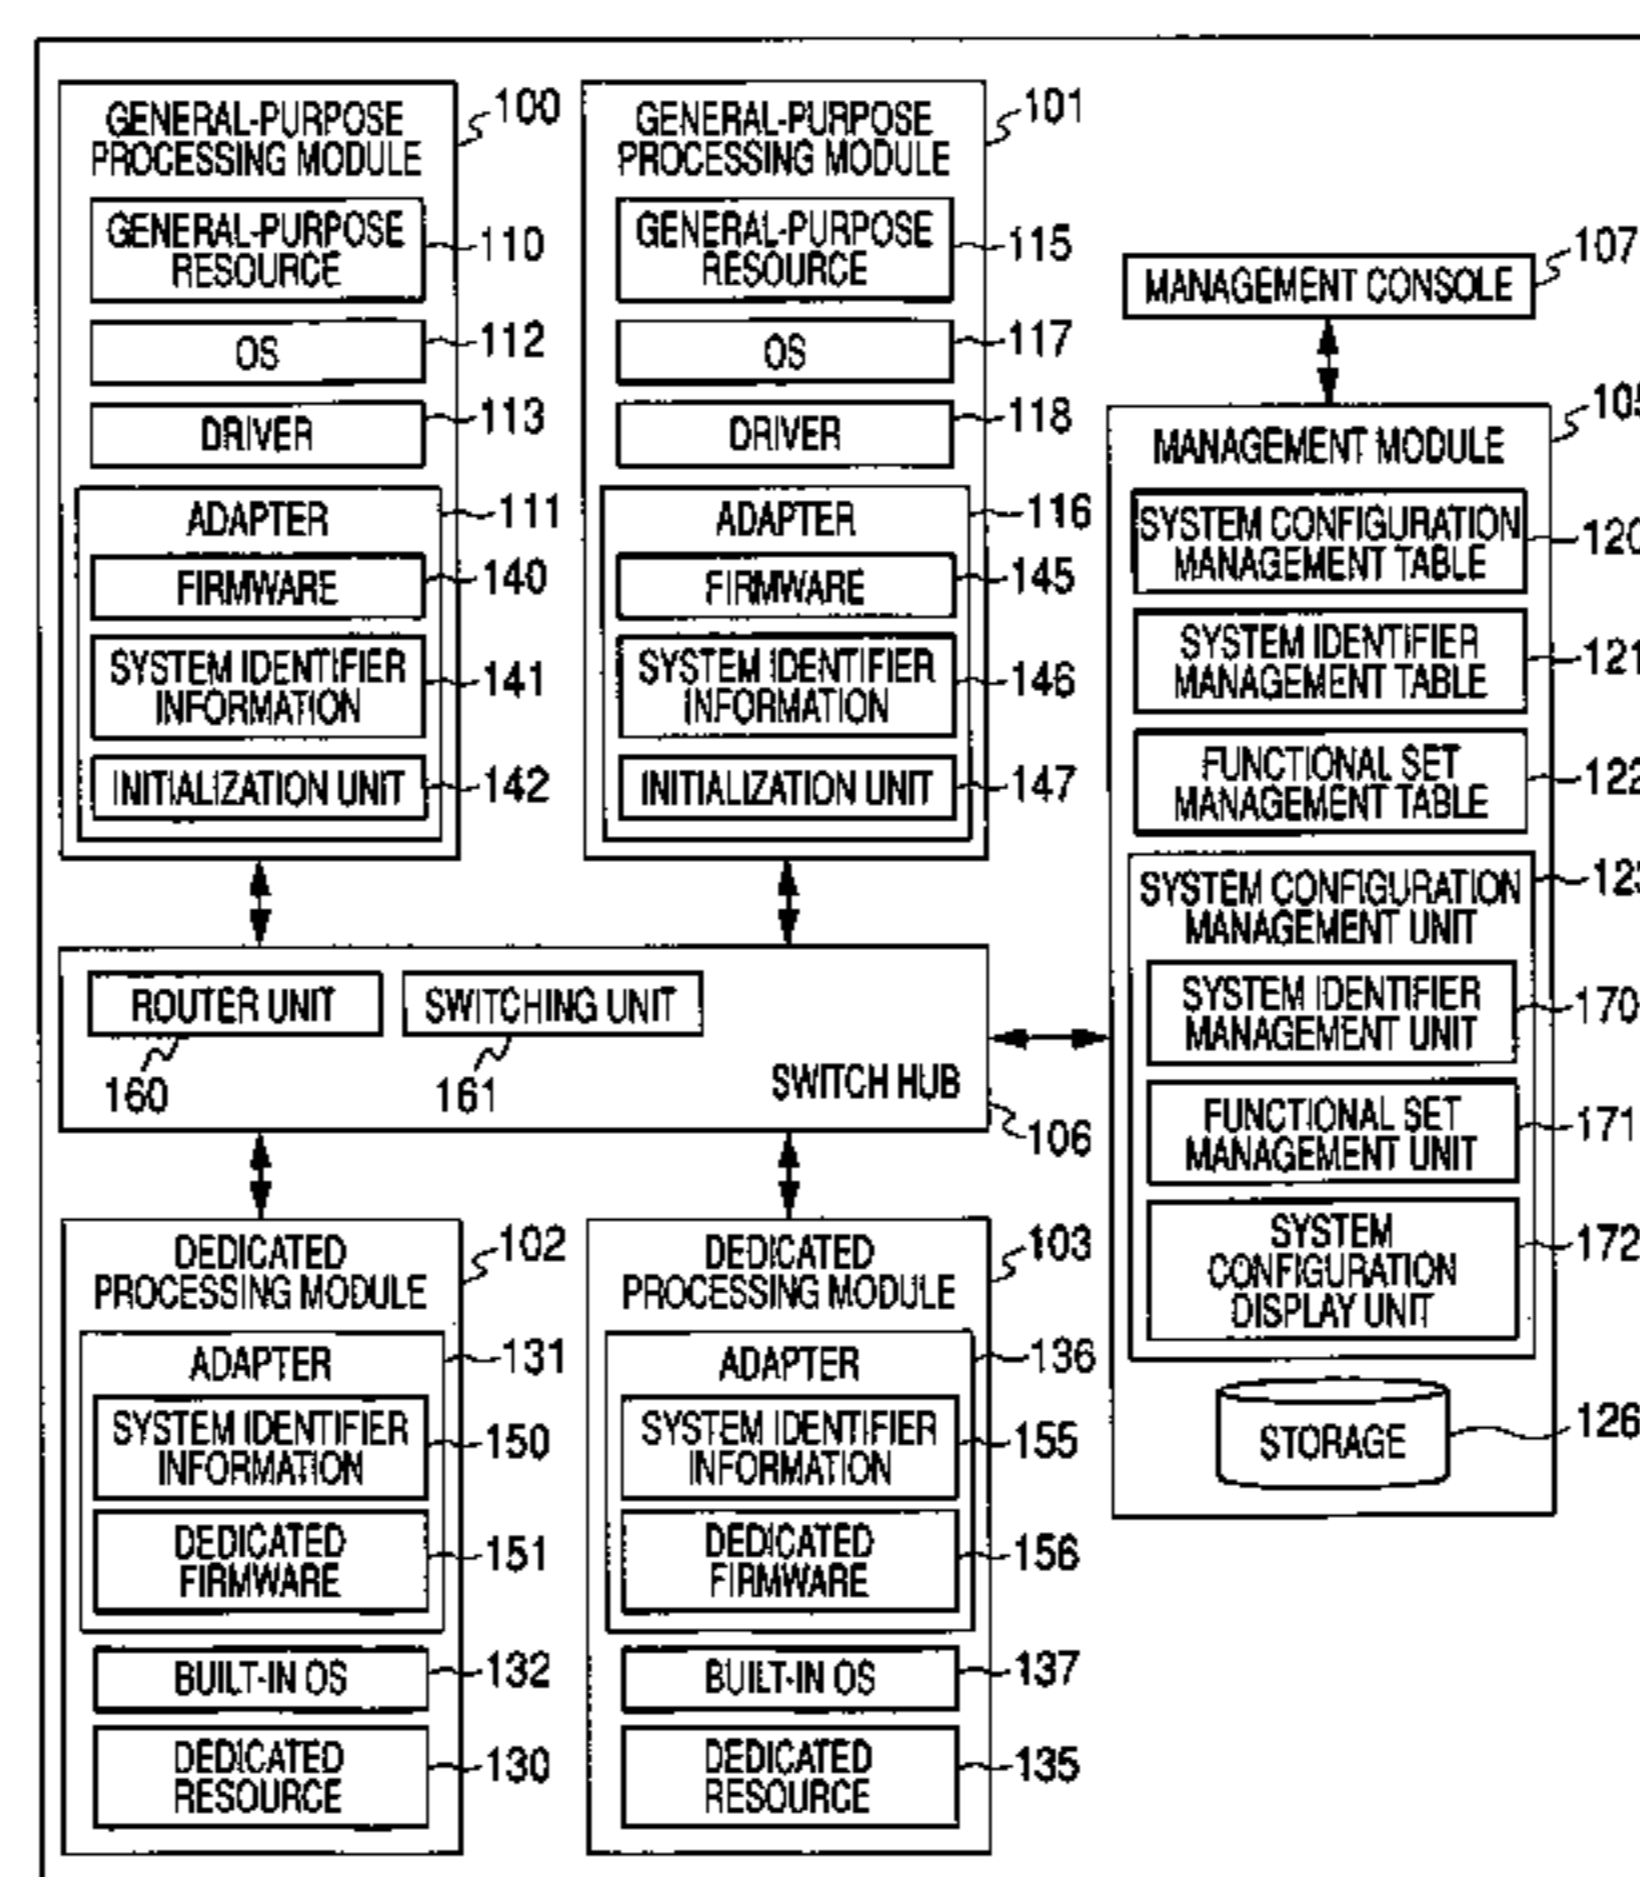 GENERAL-PURPOSE
PROCESSING MODULE
100
GENERAL-PURPOSE
RESOURCE
110
OS
112
DRIVER
113
ADAPTER
111
FIRMWARE
140
SYSTEM IDENTIFIER
INFORMATION
141
INITIALIZATION UNIT
142
GENERAL-PURPOSE
PROCESSING MODULE
101
GENERAL-PURPOSE
RESOURCE
115
OS
117
DRIVER
118
ADAPTER
116
FIRMWARE
145
SYSTEM IDENTIFIER
INFORMATION
146
INITIALIZATION UNIT
147
MANAGEMENT CONSOLE
107
MANAGEMENT MODULE
105
SYSTEM CONFIGURATION
MANAGEMENT TABLE
120
SYSTEM IDENTIFIER
MANAGEMENT TABLE
121
FUNCTIONAL SET
MANAGEMENT TABLE
122
SYSTEM CONFIGURATION
MANAGEMENT UNIT
123
SYSTEM IDENTIFIER
MANAGEMENT UNIT
170
FUNCTIONAL SET
MANAGEMENT UNIT
171
SYSTEM
CONFIGURATION
DISPLAY UNIT
172
STORAGE
126
ROUTER UNIT
160
SWITCHING UNIT
161
SWITCH HUB
106
DEDICATED
PROCESSING MODULE
102
ADAPTER
131
SYSTEM IDENTIFIER
INFORMATION
150
DEDICATED
FIRMWARE
151
BUILT-IN OS
132
DEDICATED
RESOURCE
130
DEDICATED
PROCESSING MODULE
103
ADAPTER
136
SYSTEM IDENTIFIER
INFORMATION
155
DEDICATED
FIRMWARE
156
BUILT-IN OS
137
DEDICATED
RESOURCE
135